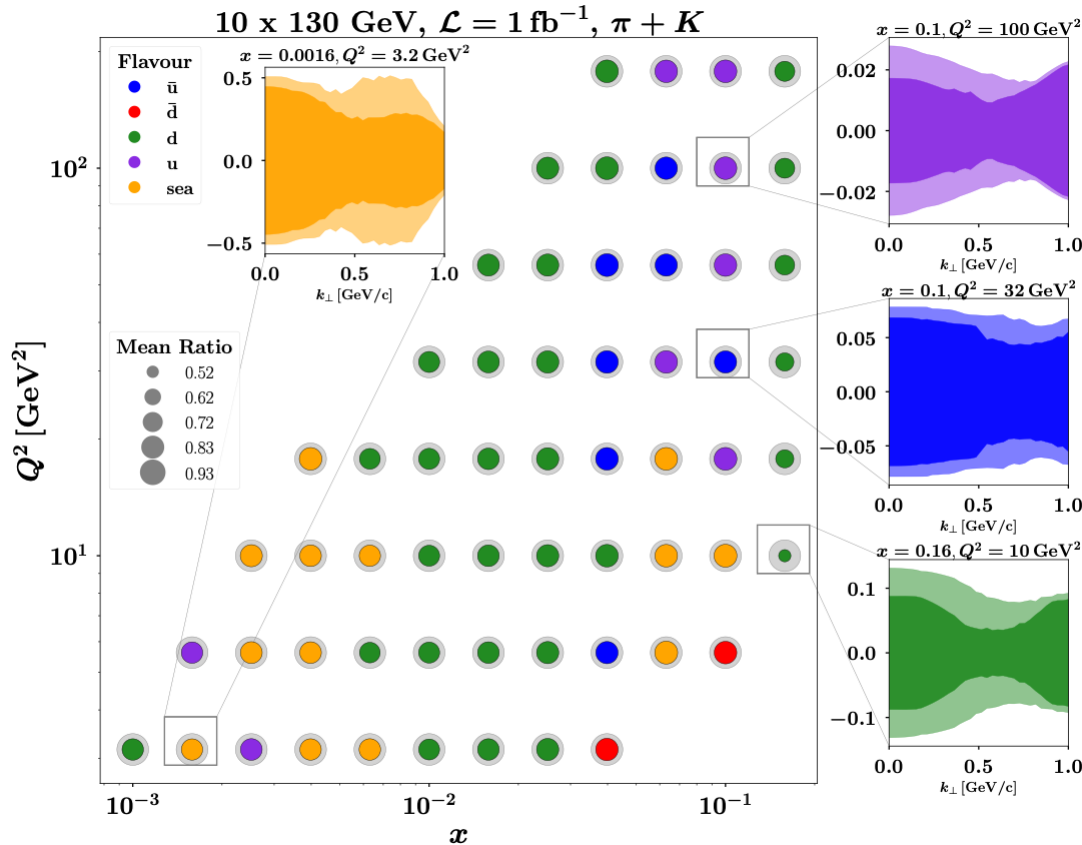 10 x 130 GeV, ℒ = 1 fb⁻¹, π + K
Flavour
ū
d̄
d
u
sea
x = 0.0016, Q² = 3.2 GeV²
0.5
0.0
−0.5
0.0
0.5
1.0
k⊥ [GeV/c]
x = 0.1, Q² = 100 GeV²
0.02
0.00
−0.02
0.0
0.5
1.0
k⊥ [GeV/c]
x = 0.1, Q² = 32 GeV²
0.05
0.00
−0.05
0.0
0.5
1.0
k⊥ [GeV/c]
x = 0.16, Q² = 10 GeV²
0.1
0.0
−0.1
0.0
0.5
1.0
k⊥ [GeV/c]
Mean Ratio
0.52
0.62
0.72
0.83
0.93
Q² [GeV²]
10²
10¹
10⁻³
10⁻²
10⁻¹
x